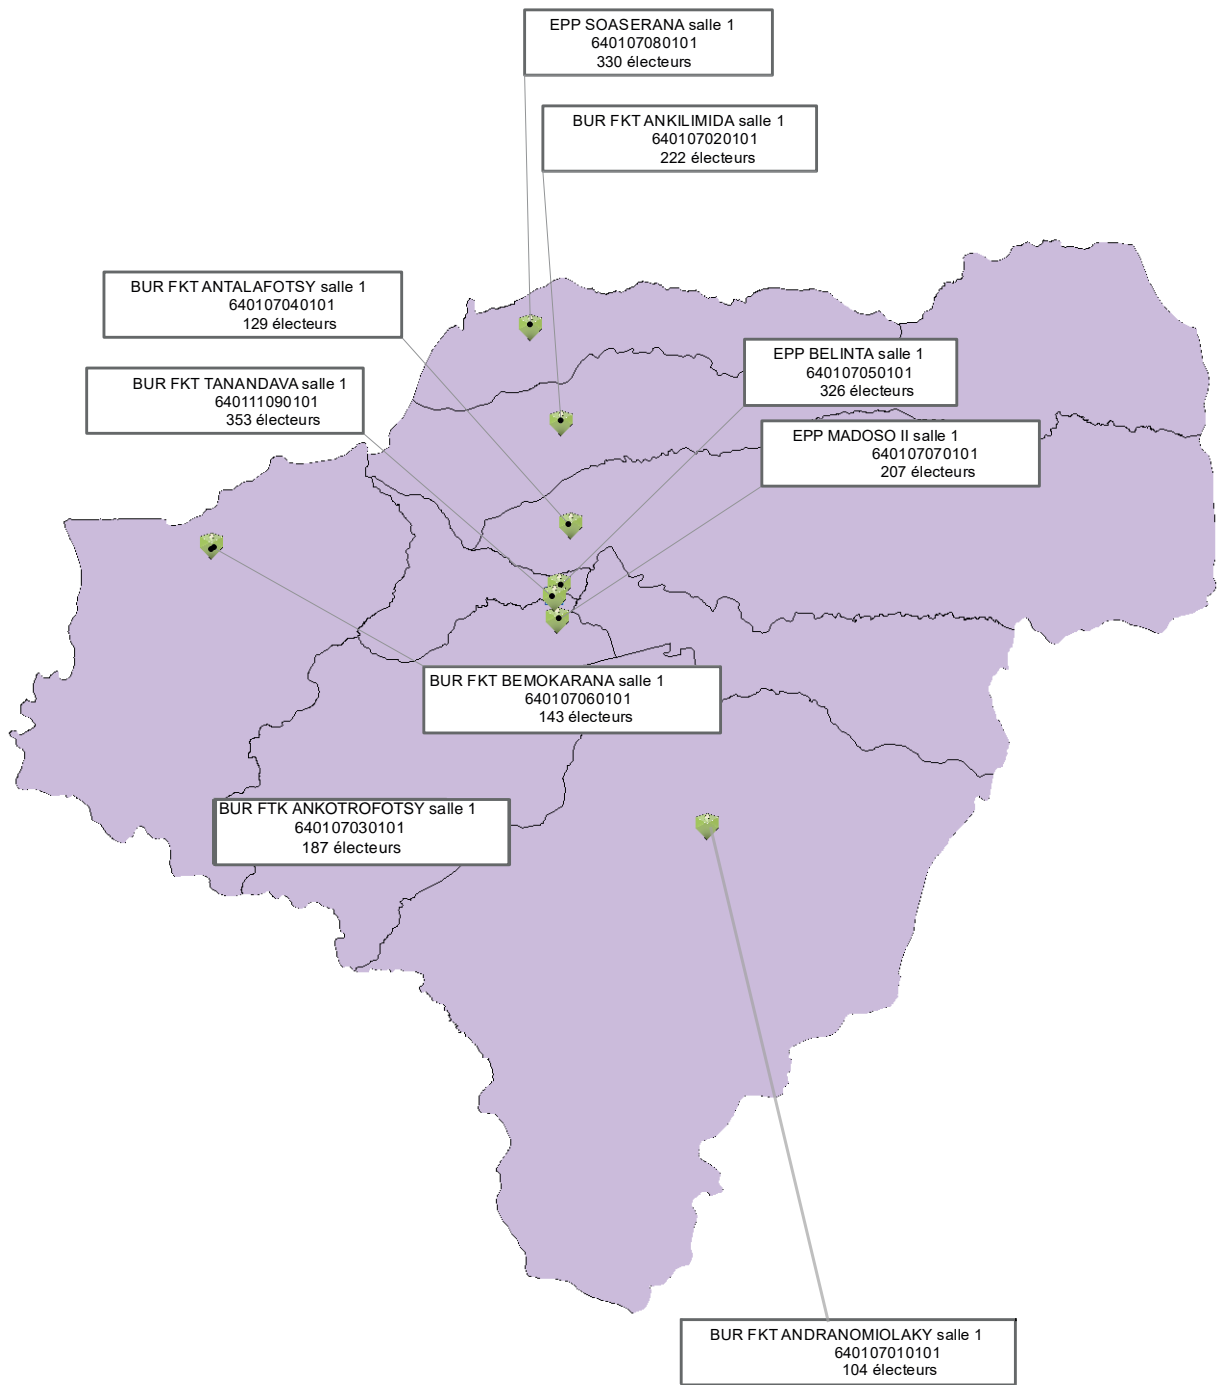 EPP SOASERANA salle 1
640107080101
330 électeurs
BUR FKT ANKILIMIDA salle 1
640107020101
222 électeurs
BUR FKT ANTALAFOTSY salle 1
640107040101
129 électeurs
EPP BELINTA salle 1
640107050101
326 électeurs
BUR FKT TANANDAVA salle 1
640111090101
353 électeurs
EPP MADOSO II salle 1
640107070101
207 électeurs
BUR FKT BEMOKARANA salle 1
640107060101
143 électeurs
BUR FTK ANKOTROFOTSY salle 1
640107030101
187 électeurs
BUR FKT ANDRANOMIOLAKY salle 1
640107010101
104 électeurs